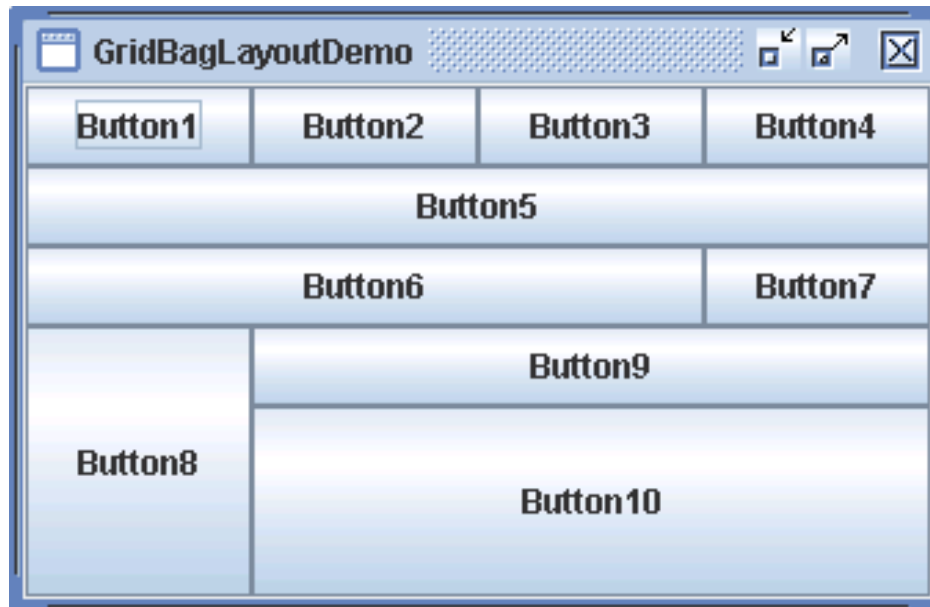 GridBagLayoutDemo
Button1 Button2 Button3 Button4
Button5
Button6 Button7
Button9
Button8
Button10